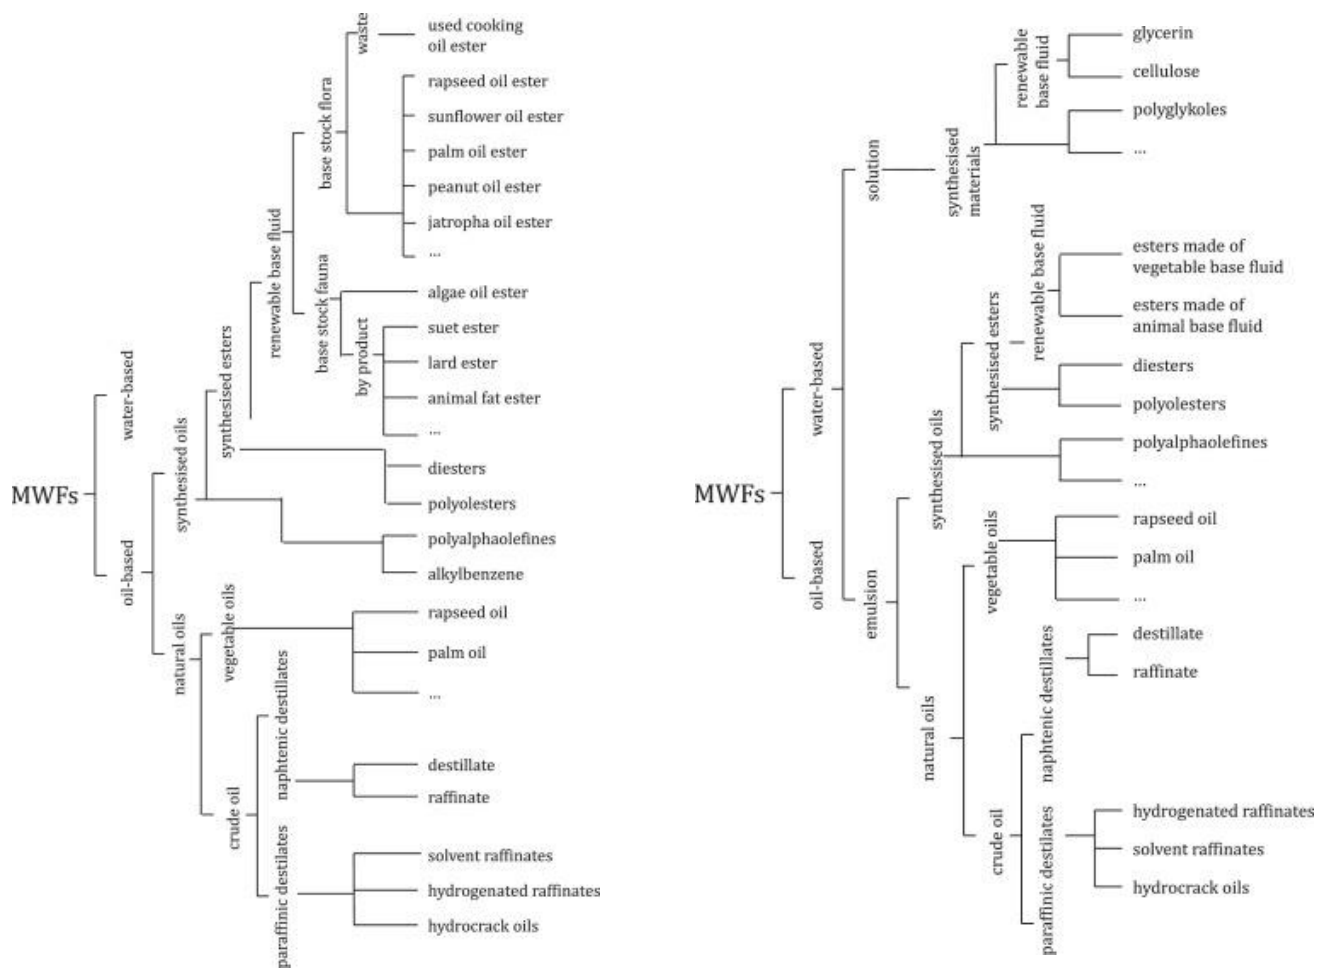 MWFs
water-based
oil-based
synthesised oils
natural oils
synthesised esters
vegetable oils
crude oil
renewable base fluid
naphtenic destillates
paraffinic destilates
base stock flora
base stock fauna
waste
by product
used cooking
oil ester
rapseed oil ester
sunflower oil ester
palm oil ester
peanut oil ester
jatropha oil ester
...
algae oil ester
suet ester
lard ester
animal fat ester
...
diesters
polyolesters
polyalphaolefines
alkylbenzene
rapseed oil
palm oil
...
destillate
raffinate
solvent raffinates
hydrogenated raffinates
hydrocrack oils
MWFs
water-based
oil-based
solution
emulsion
synthesised
materials
synthesised oils
natural oils
renewable
base fluid
synthesised esters
renewable base fluid
vegetable oils
crude oil
naphtenic destillates
paraffinic destilates
glycerin
cellulose
polyglykoles
...
esters made of
vegetable base fluid
esters made of
animal base fluid
diesters
polyolesters
polyalphaolefines
...
rapseed oil
palm oil
...
destillate
raffinate
hydrogenated raffinates
solvent raffinates
hydrocrack oils